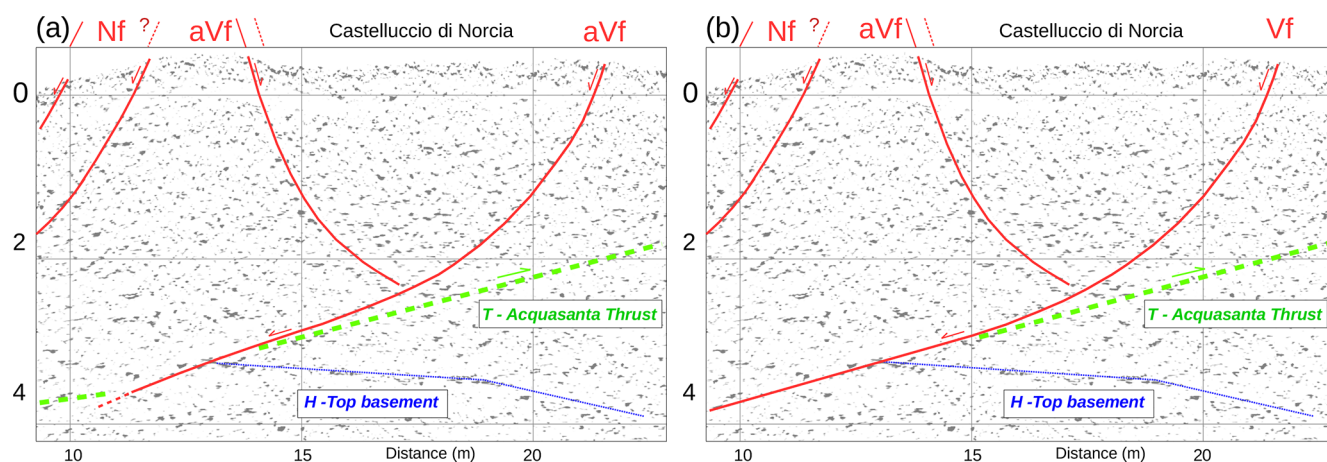 (a) Nf ? aVf Castelluccio di Norcia aVf
0
2
4
T - Acquasanta Thrust
H -Top basement
10 15 Distance (m) 20
(b) Nf ? aVf Castelluccio di Norcia Vf
0
2
4
T - Acquasanta Thrust
H -Top basement
10 15 Distance (m) 20